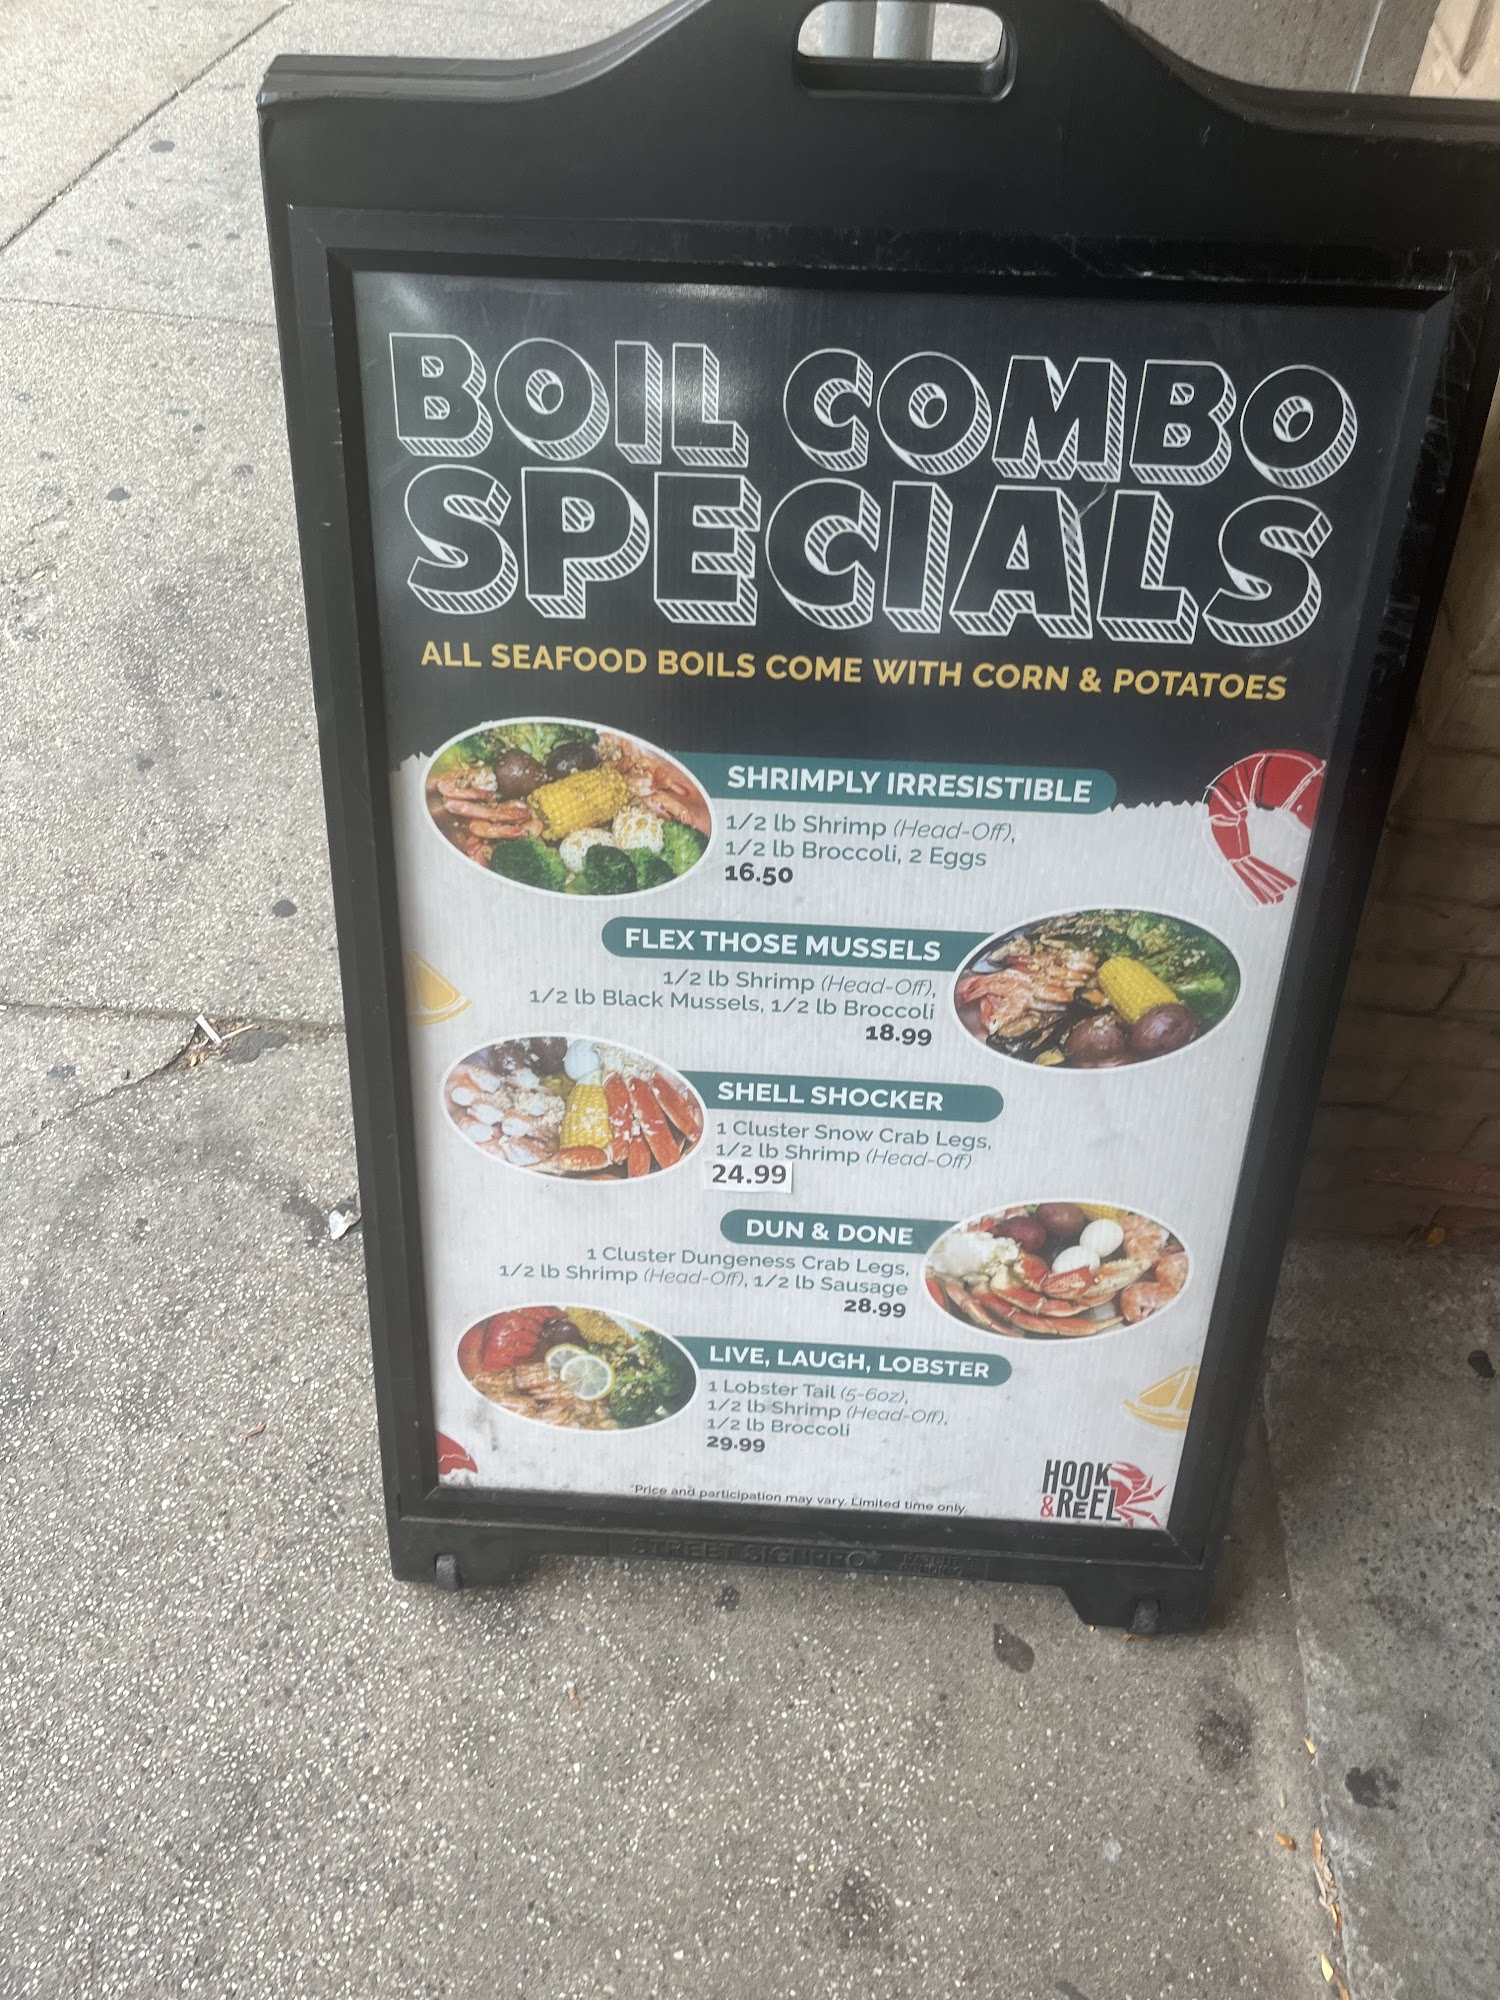 BOIL COMBO
SPECIALS
ALL SEAFOOD BOILS COME WITH CORN & POTATOES
SHRIMPLY IRRESISTIBLE
1/2 lb Shrimp (Head-Off),
1/2 lb Broccoli, 2 Eggs
16.50
FLEX THOSE MUSSELS
1/2 lb Shrimp (Head-Off),
1/2 lb Black Mussels, 1/2 lb Broccoli
18.99
SHELL SHOCKER
1 Cluster Snow Crab Legs,
1/2 lb Shrimp (Head-Off)
24.99
DUN & DONE
1 Cluster Dungeness Crab Legs,
1/2 lb Shrimp (Head-Off), 1/2 lb Sausage
28.99
LIVE, LAUGH, LOBSTER
1 Lobster Tail (5-6oz),
1/2 lb Shrimp (Head-Off),
1/2 lb Broccoli
29.99
*Price and participation may vary. Limited time only.
HOOK
& REEL
STREET SIGNPRO